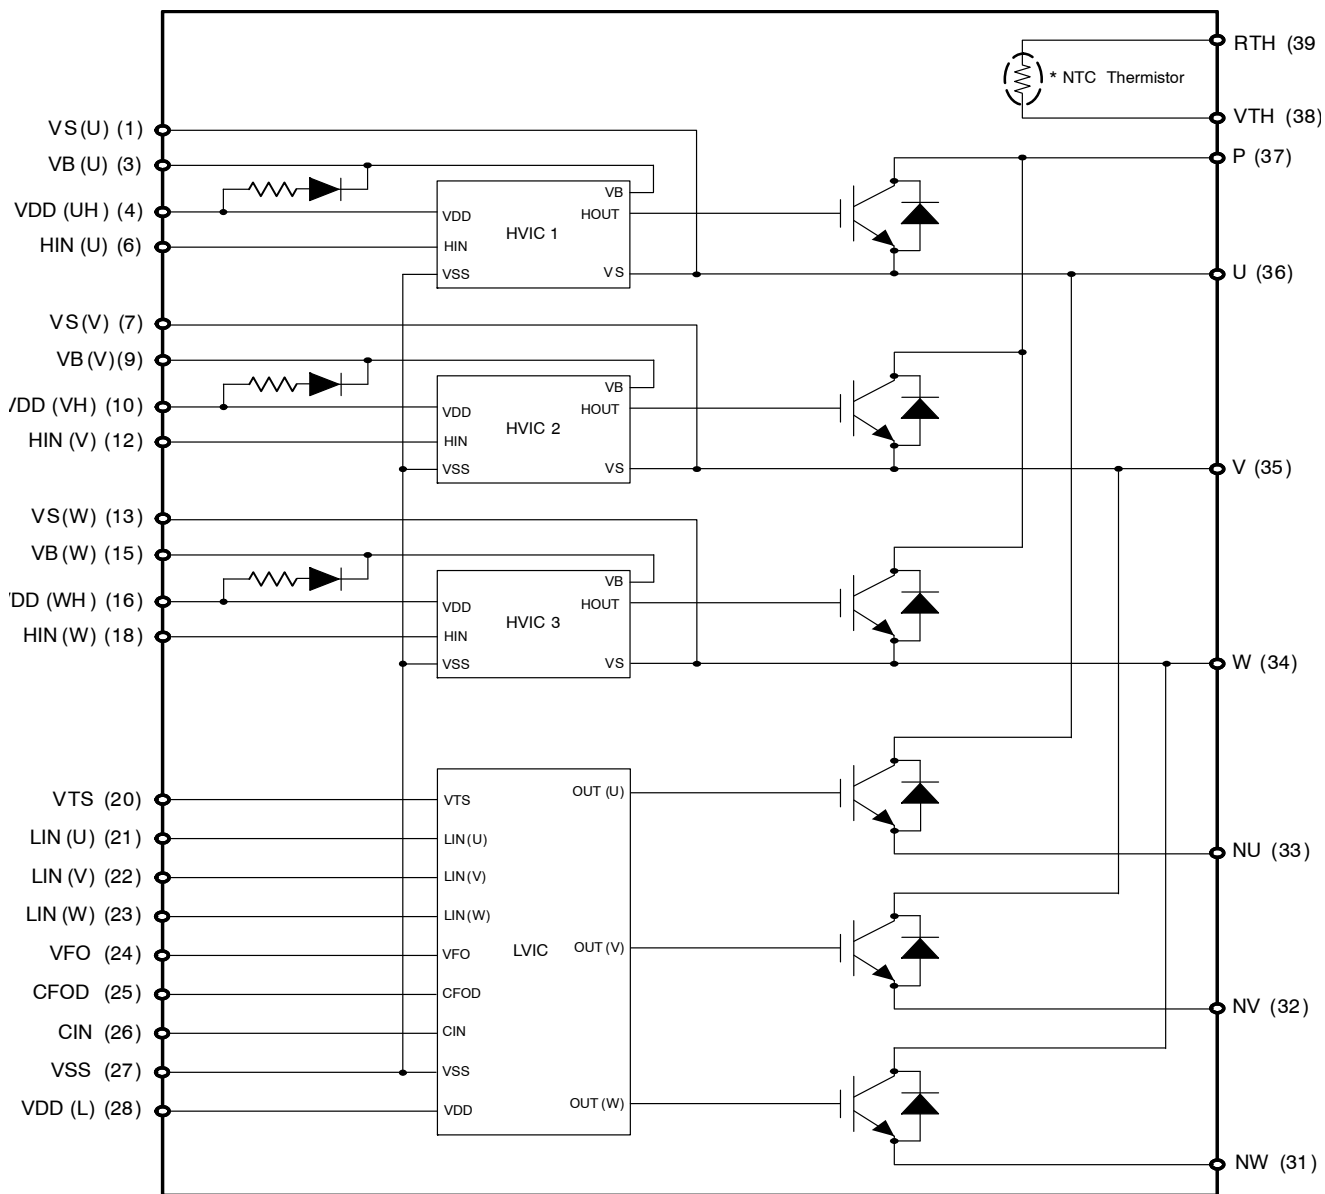 RTH (39
* NTC Thermistor
VTH (38)
P (37)
U (36)
V (35)
W (34)
NU (33)
NV (32)
NW (31)
VS(U) (1)
VB (U) (3)
VDD (UH) (4)
HIN (U) (6)
VS(V) (7)
VB (V)(9)
/DD (VH) (10)
HIN (V) (12)
VS(W) (13)
VB (W) (15)
DD (WH) (16)
HIN (W) (18)
VTS (20)
LIN (U) (21)
LIN (V) (22)
LIN (W) (23)
VFO (24)
CFOD (25)
CIN (26)
VSS (27)
VDD (L) (28)
VB
HOUT
VDD
HVIC 1
HIN
VSS
VS
VB
HOUT
VDD
HVIC 2
HIN
VSS
VS
VB
HOUT
VDD
HVIC 3
HIN
VSS
VS
VTS
LIN(U)
LIN(V)
LIN(W)
VFO
CFOD
CIN
VSS
VDD
LVIC
OUT (U)
OUT (V)
OUT (W)